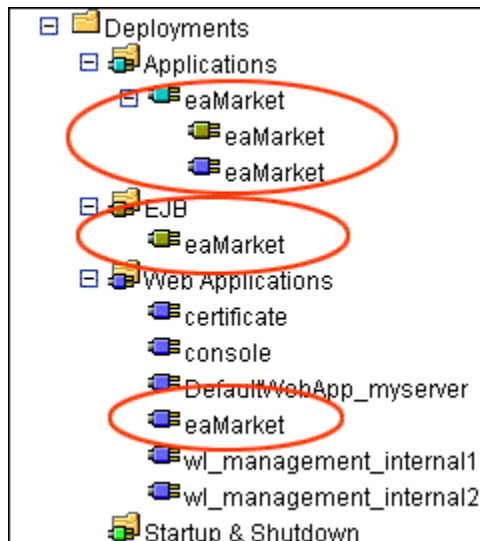 Deployments
Applications
eaMarket
eaMarket
eaMarket
EJB
eaMarket
Web Applications
certificate
console
DefaultWebApp_myserver
eaMarket
wl_management_internal1
wl_management_internal2
Startup & Shutdown